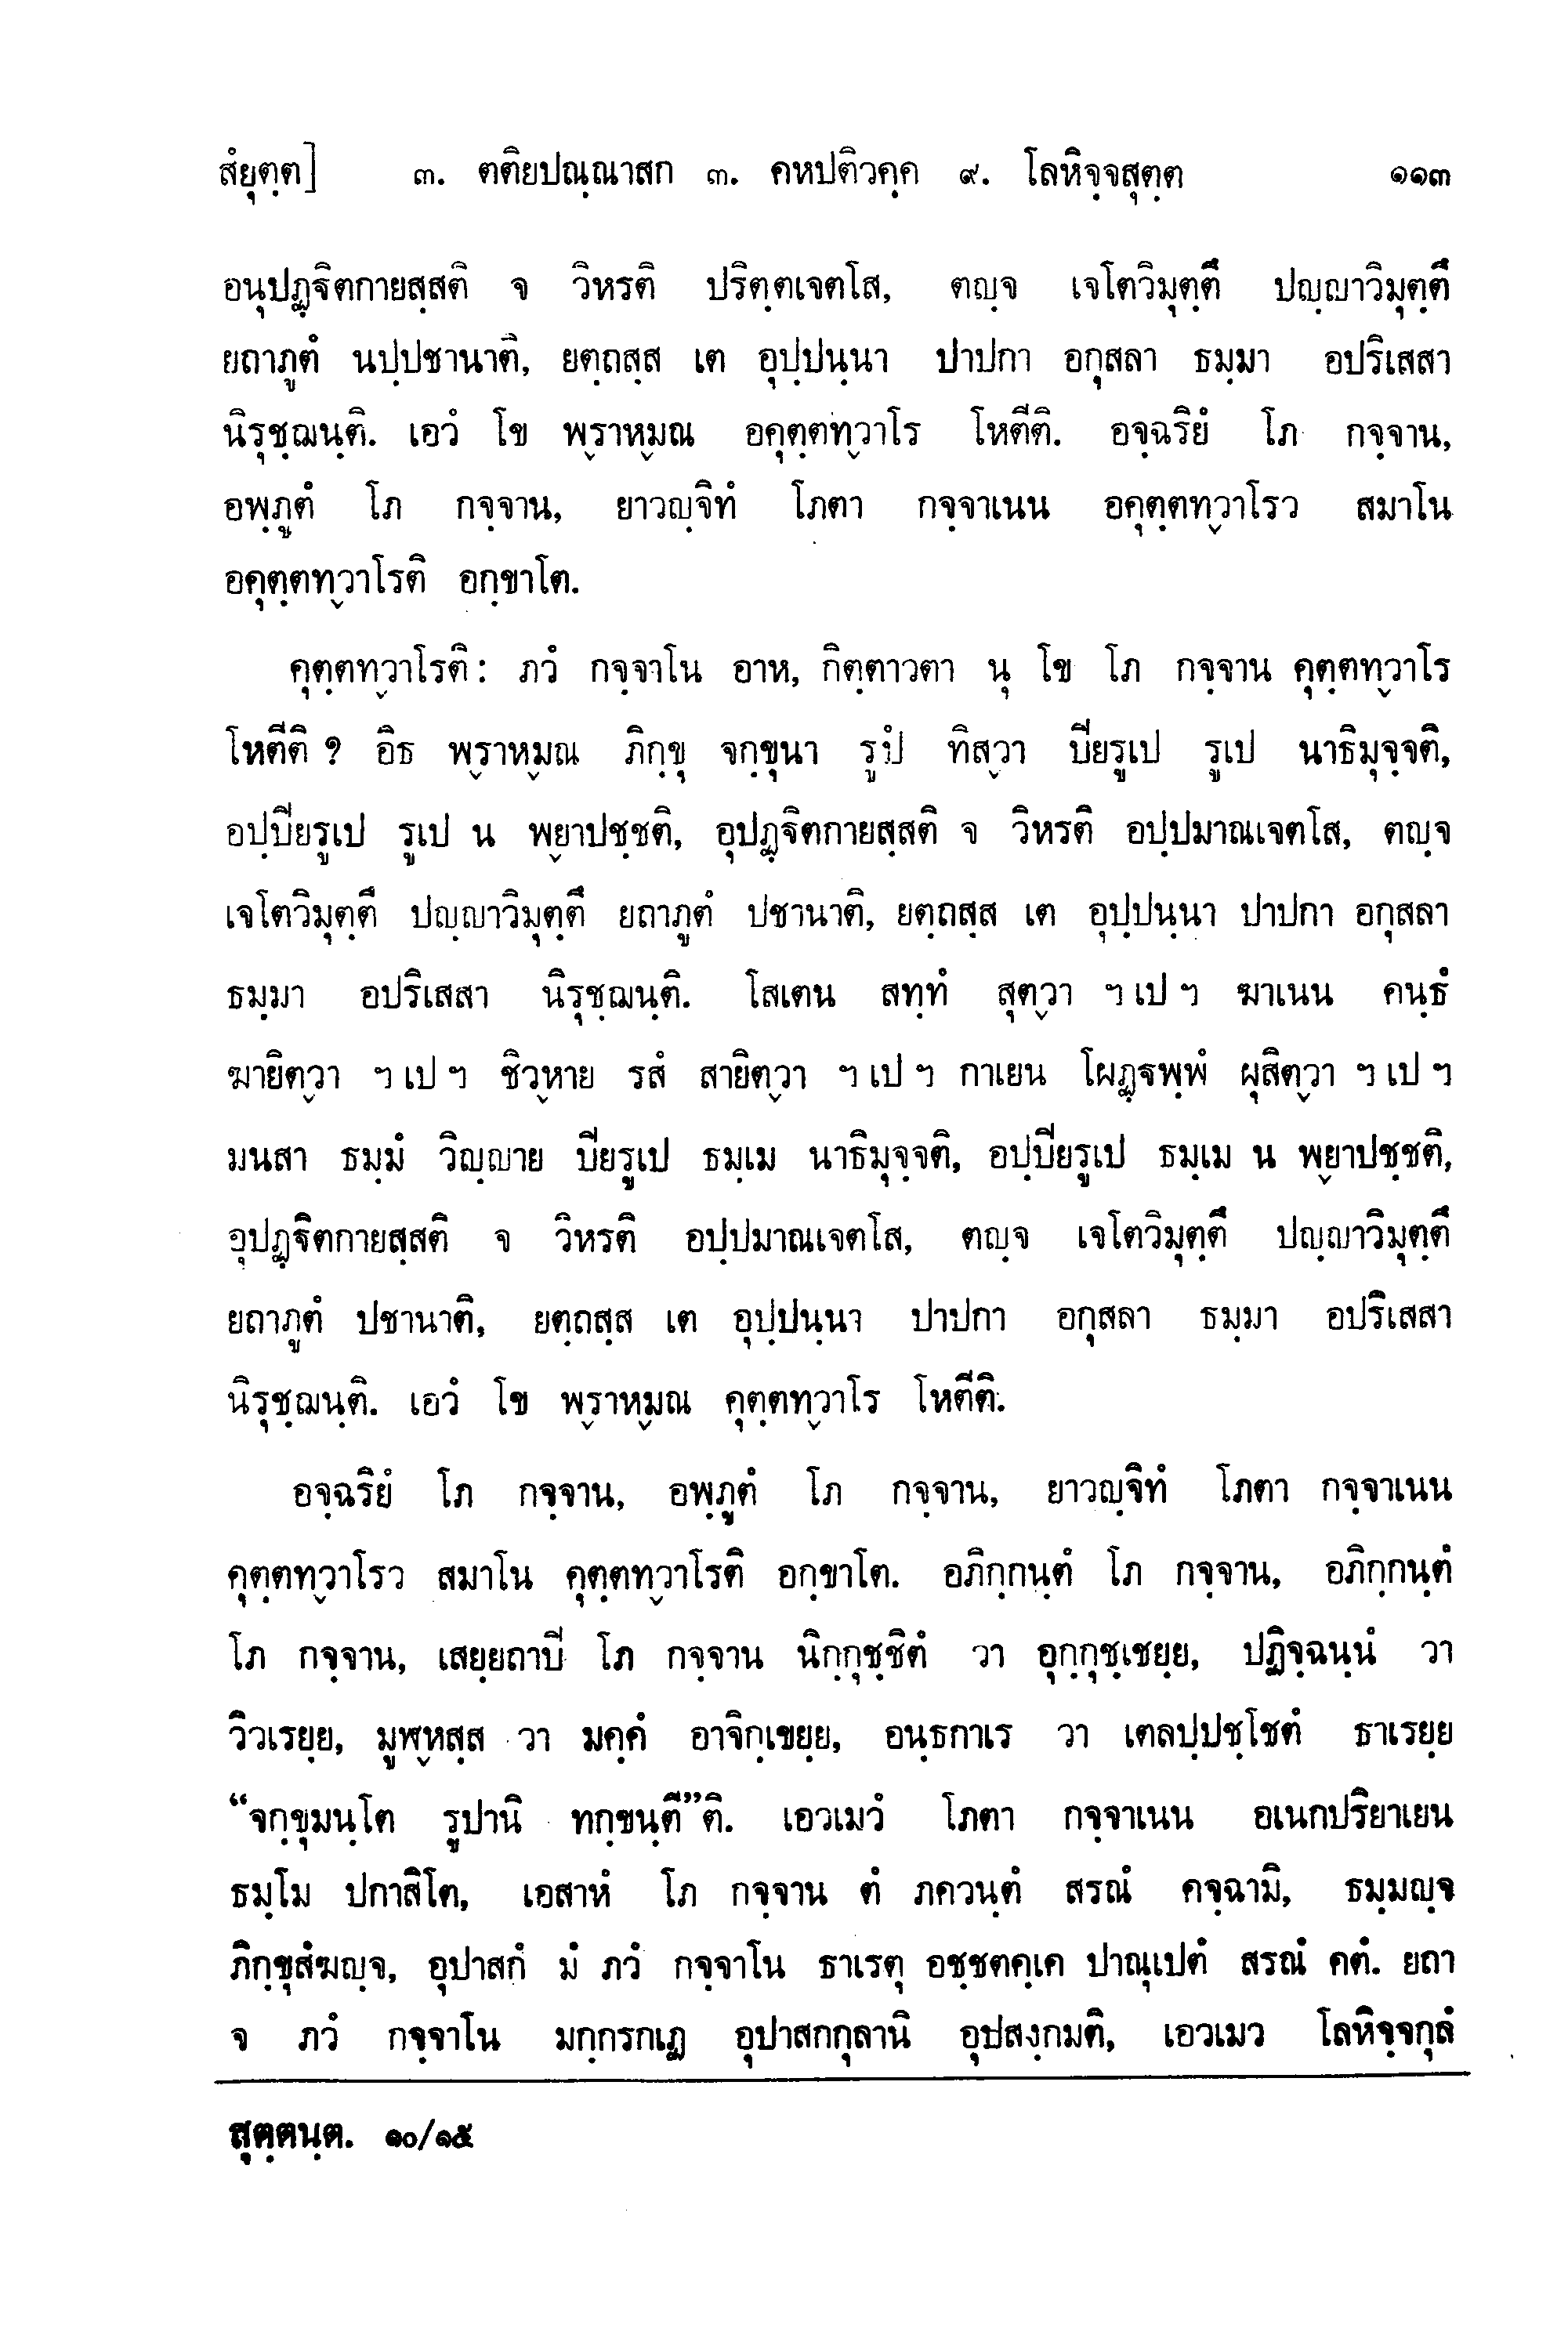 สํยุตฺต] ๓. ตติยปณฺณาสก ๓. คหปติวคฺค ๙. โลหิจฺจสุตฺต ๑๑๓
อนุปฏฺฐิตกายสฺสติ จ วิหรติ ปริตฺตเจตโส, ตญฺจ เจโตวิมุตฺตึ ปญฺญาวิมุตฺตึ
ยถาภูตํ นปฺปชานาติ, ยตฺถสฺส เต อุปฺปนฺนา ปาปกา อกุสลา ธมฺมา อปริเสสา
นิรุชฺฌนฺติ. เอวํ โข พฺราหฺมณ อคุตฺตทฺวาโร โหตีติ. อจฺฉริยํ โภ กจฺจาน,
อพฺภูตํ โภ กจฺจาน, ยาวญฺจิทํ โภตา กจฺจาเนน อคุตฺตทฺวาโรว สมาโน
อคุตฺตทฺวาโรติ อกฺขาโต.
คุตฺตทฺวาโรติ: ภวํ กจฺจาโน อาห, กิตฺตาวตา นุ โข โภ กจฺจาน คุตฺตทฺวาโร
โหตีติ ? อิธ พฺราหฺมณ ภิกฺขุ จกฺขุนา รูปํ ทิสฺวา ปิยรูเป รูเป นาธิมุจฺจติ,
อปฺปิยรูเป รูเป น พฺยาปชฺชติ, อุปฏฺฐิตกายสฺสติ จ วิหรติ อปฺปมาณเจตโส, ตญฺจ
เจโตวิมุตฺตึ ปญฺญาวิมุตฺตึ ยถาภูตํ ปชานาติ, ยตฺถสฺส เต อุปฺปนฺนา ปาปกา อกุสลา
ธมฺมา อปริเสสา นิรุชฺฌนฺติ. โสเตน สทฺทํ สุตฺวา ฯ เป ฯ ฆาเนน คนฺธํ
ฆายิตฺวา ฯ เป ฯ ชิวฺหาย รสํ สายิตฺวา ฯ เป ฯ กาเยน โผฏฺฐพฺพํ ผุสิตฺวา ฯ เป ฯ
มนสา ธมฺมํ วิญฺญาย ปิยรูเป ธมฺเม นาธิมุจฺจติ, อปฺปิยรูเป ธมฺเม น พฺยาปชฺชติ,
อุปฏฺฐิตกายสฺสติ จ วิหรติ อปฺปมาณเจตโส, ตญฺจ เจโตวิมุตฺตึ ปญฺญาวิมุตฺตึ
ยถาภูตํ ปชานาติ, ยตฺถสฺส เต อุปฺปนฺนา ปาปกา อกุสลา ธมฺมา อปริเสสา
นิรุชฺฌนฺติ. เอวํ โข พฺราหฺมณ คุตฺตทฺวาโร โหตีติ.
อจฺฉริยํ โภ กจฺจาน, อพฺภูตํ โภ กจฺจาน, ยาวญฺจิทํ โภตา กจฺจาเนน
คุตฺตทฺวาโรว สมาโน คุตฺตทฺวาโรติ อกฺขาโต. อภิกฺกนฺตํ โภ กจฺจาน, อภิกฺกนฺตํ
โภ กจฺจาน, เสยฺยถาปิ โภ กจฺจาน นิกฺกุชฺชิตํ วา อุกฺกุชฺเชยฺย, ปฏิจฺฉนฺนํ วา
วิวเรยฺย, มูฬฺหสฺส วา มคฺคํ อาจิกฺเขยฺย, อนฺธกาเร วา เตลปฺปชฺโชตํ ธาเรยฺย
“จกฺขุมนฺโต รูปานิ ทกฺขนฺตี”ติ. เอวเมวํ โภตา กจฺจาเนน อเนกปริยาเยน
ธมฺโม ปกาสิโต, เอสาหํ โภ กจฺจาน ตํ ภควนฺตํ สรณํ คจฺฉามิ, ธมฺมญฺจ
ภิกฺขุสํฆญฺจ, อุปาสกํ มํ ภวํ กจฺจาโน ธาเรตุ อชฺชตคฺเค ปาณุเปตํ สรณํ คตํ. ยถา
จ ภวํ กจฺจาโน มกฺกรกเฏ อุปาสกกุลานิ อุปสงฺกมติ, เอวเมว โลหิจฺจกุลํ
สุตฺตนฺต. ๑๐/๑๕